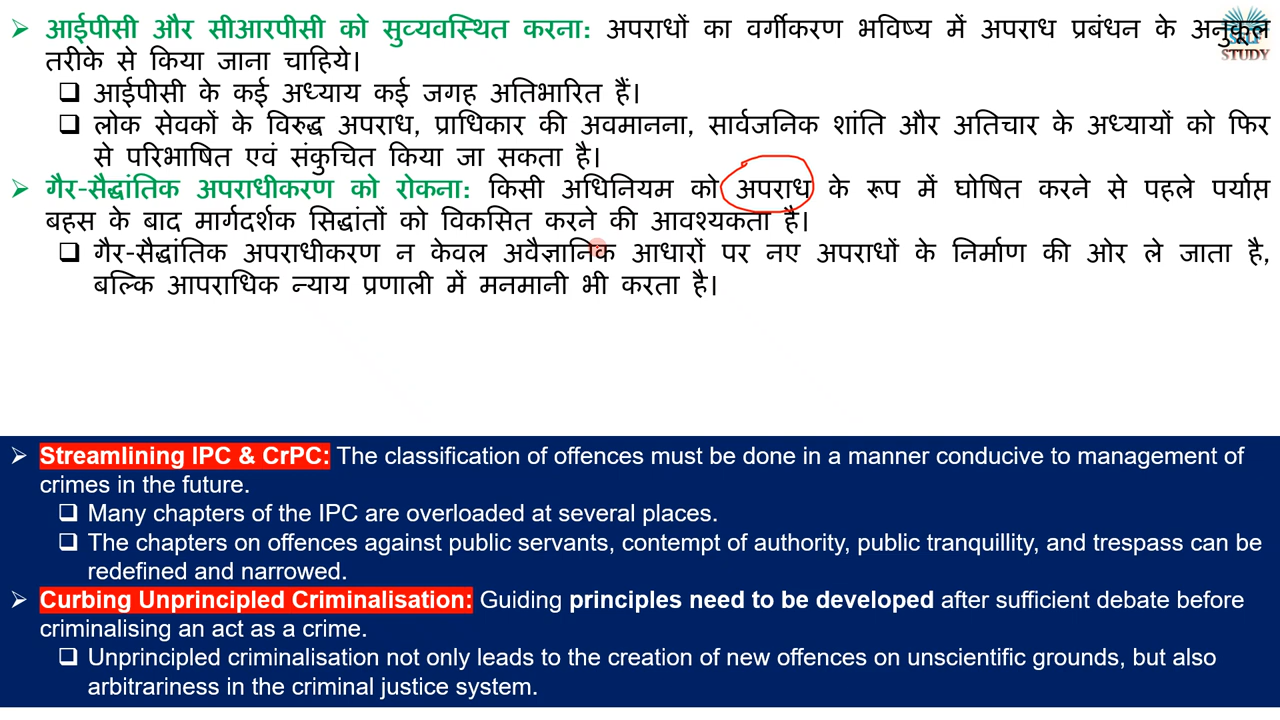 ➢ आईपीसी और सीआरपीसी को सुव्यवस्थित करना: अपराधों का वर्गीकरण भविष्य में अपराध प्रबंधन के अनुकूल
तरीके से किया जाना चाहिये।
❑ आईपीसी के कई अध्याय कई जगह अतिभारित हैं।
❑ लोक सेवकों के विरुद्ध अपराध, प्राधिकार की अवमानना, सार्वजनिक शांति और अतिचार के अध्यायों को फिर
से परिभाषित एवं संकुचित किया जा सकता है।
➢ गैर-सैद्धांतिक अपराधीकरण को रोकना: किसी अधिनियम को अपराध के रूप में घोषित करने से पहले पर्याप्त
बहस के बाद मार्गदर्शक सिद्धांतों को विकसित करने की आवश्यकता है।
❑ गैर-सैद्धांतिक अपराधीकरण न केवल अवैज्ञानिक आधारों पर नए अपराधों के निर्माण की ओर ले जाता है,
बल्कि आपराधिक न्याय प्रणाली में मनमानी भी करता है।
SELF
STUDY
➢ Streamlining IPC & CrPC: The classification of offences must be done in a manner conducive to management of
crimes in the future.
❑ Many chapters of the IPC are overloaded at several places.
❑ The chapters on offences against public servants, contempt of authority, public tranquillity, and trespass can be
redefined and narrowed.
➢ Curbing Unprincipled Criminalisation: Guiding principles need to be developed after sufficient debate before
criminalising an act as a crime.
❑ Unprincipled criminalisation not only leads to the creation of new offences on unscientific grounds, but also
arbitrariness in the criminal justice system.